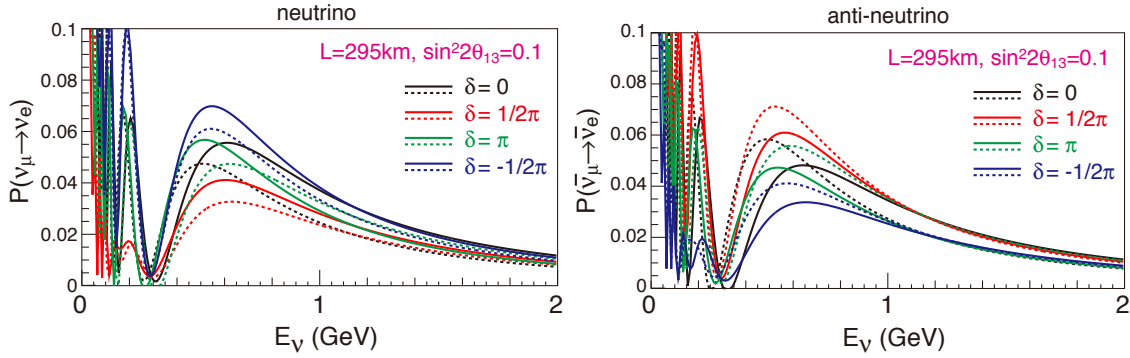 neutrino
L=295km, sin²2θ₁₃=0.1
δ = 0
δ = 1/2π
δ = π
δ = -1/2π
P(νμ→νe)
0.1
0.08
0.06
0.04
0.02
0
0 1 2
Eν (GeV)
anti-neutrino
L=295km, sin²2θ₁₃=0.1
δ = 0
δ = 1/2π
δ = π
δ = -1/2π
P(ν̄μ→ν̄e)
0.1
0.08
0.06
0.04
0.02
0
0 1 2
Eν (GeV)